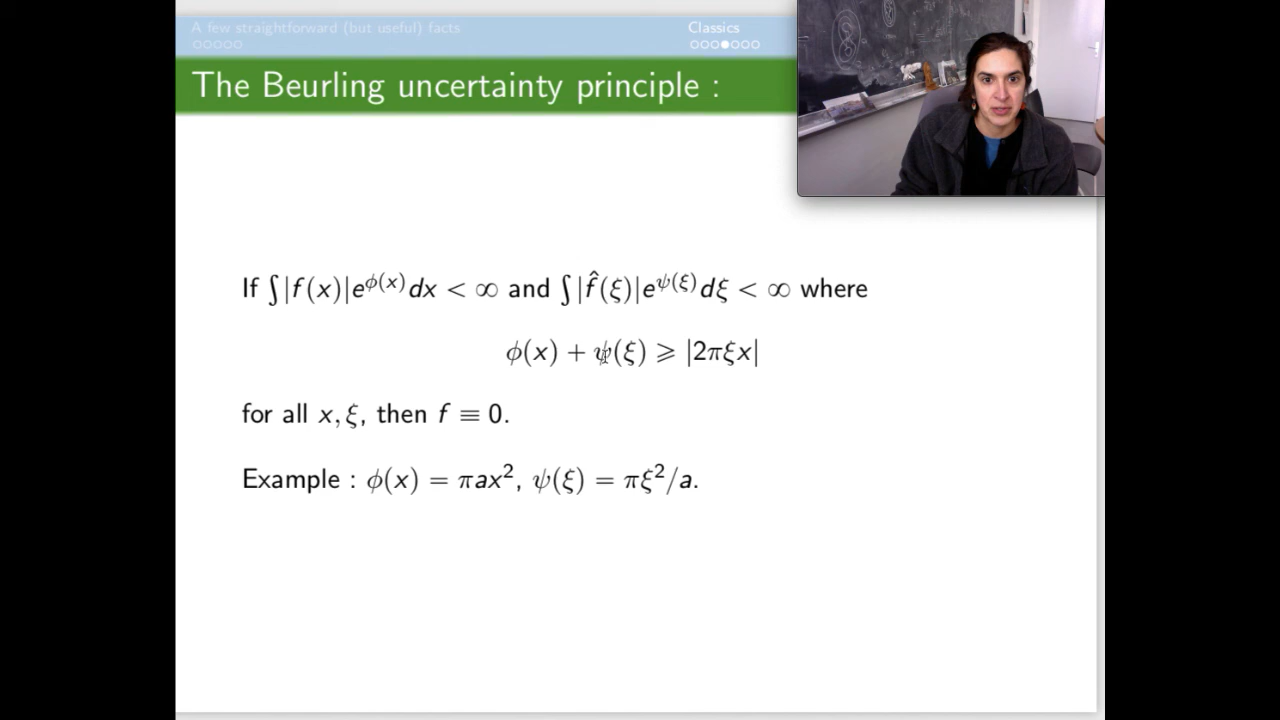 A few straightforward (but useful) facts
Classics
The Beurling uncertainty principle :
If ∫|f(x)|e^{ϕ(x)}dx < ∞ and ∫|f̂(ξ)|e^{ψ(ξ)}dξ < ∞ where
ϕ(x) + ψ(ξ) ⩾ |2πξx|
for all x, ξ, then f ≡ 0.
Example : ϕ(x) = πax², ψ(ξ) = πξ²/a.